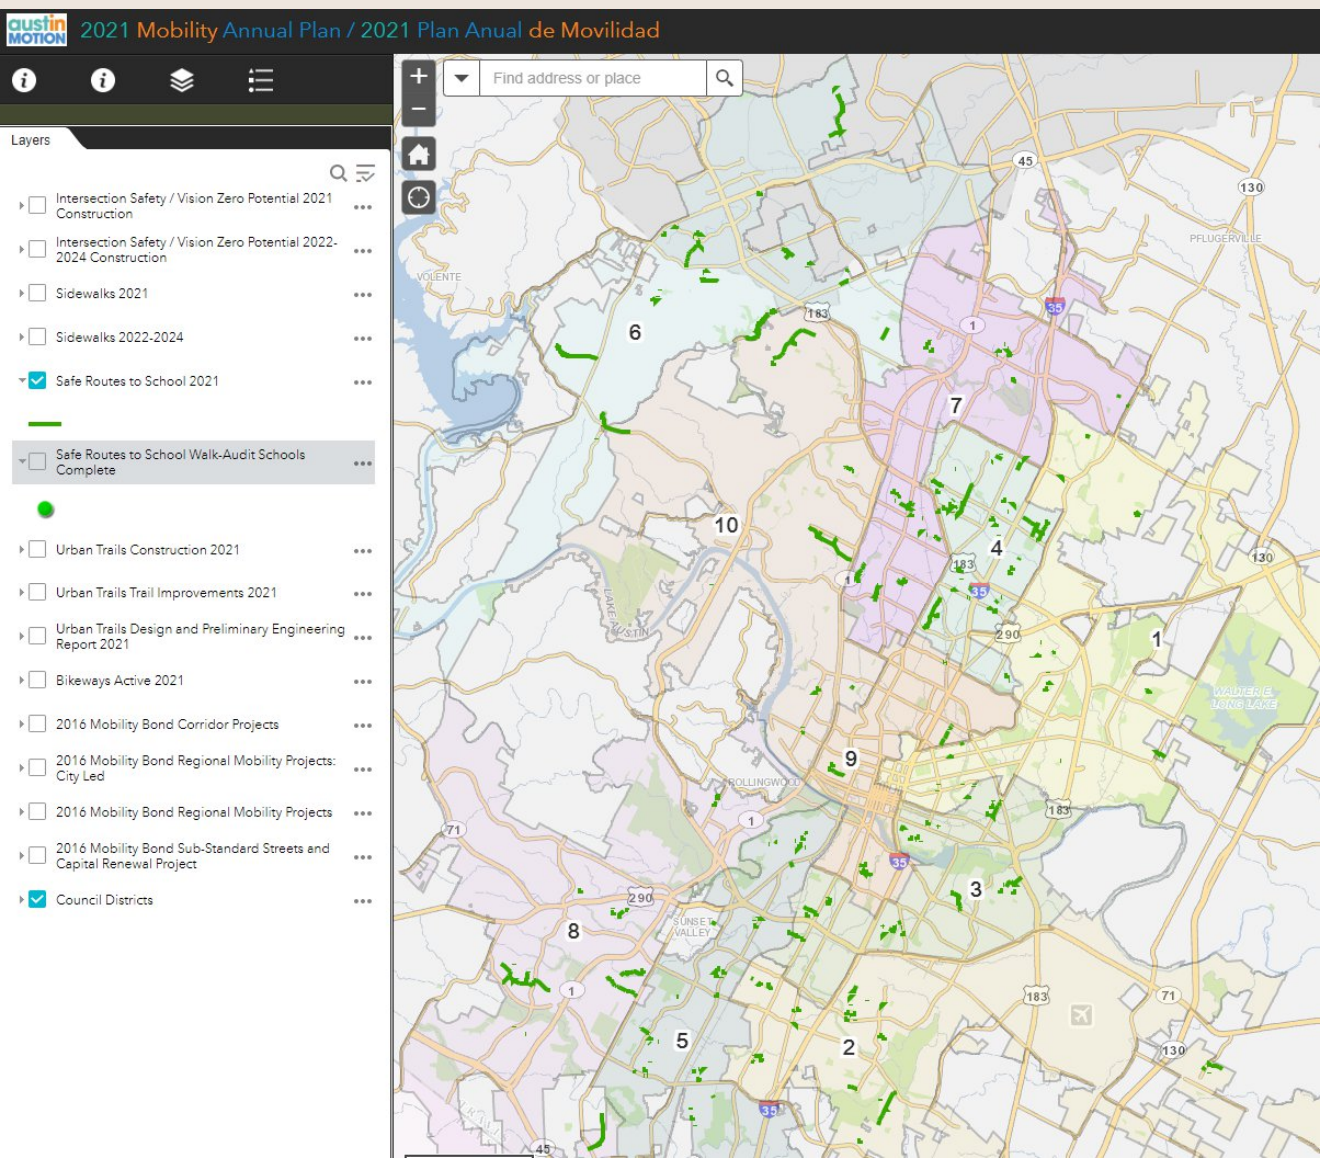 austin
MOTION
2021 Mobility Annual Plan / 2021 Plan Anual de Movilidad
Find address or place
Layers
Intersection Safety / Vision Zero Potential 2021
Construction
Intersection Safety / Vision Zero Potential 2022-
2024 Construction
Sidewalks 2021
Sidewalks 2022-2024
Safe Routes to School 2021
Safe Routes to School Walk-Audit Schools
Complete
Urban Trails Construction 2021
Urban Trails Trail Improvements 2021
Urban Trails Design and Preliminary Engineering
Report 2021
Bikeways Active 2021
2016 Mobility Bond Corridor Projects
2016 Mobility Bond Regional Mobility Projects:
City Led
2016 Mobility Bond Regional Mobility Projects
2016 Mobility Bond Sub-Standard Streets and
Capital Renewal Project
Council Districts
45
130
PFLUGERVILLE
VOLENTE
35
183
1
6
7
10
4
130
183
1
35
LAKE AUSTIN
290
1
WALTER E.
LONG LAKE
9
ROLLINGWOOD
183
1
71
35
3
290
SUNSET
VALLEY
8
1
183
71
5
2
130
35
45